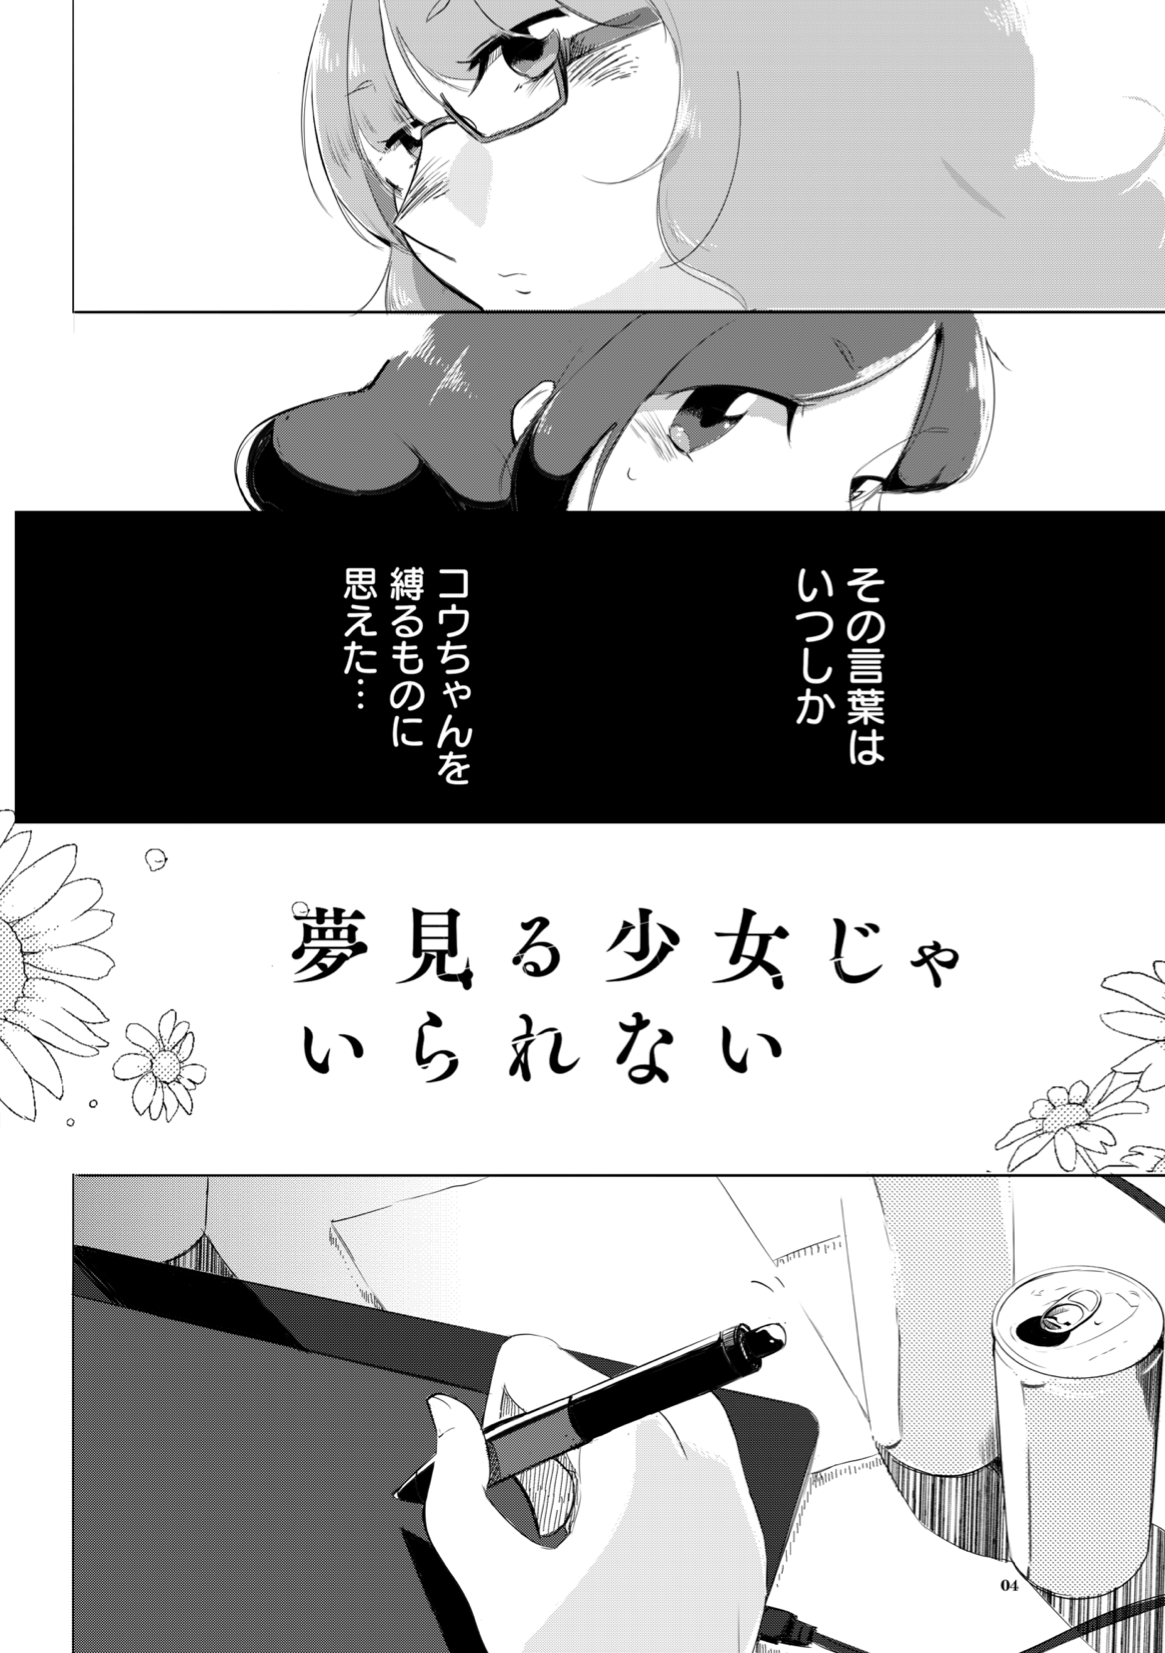 その言葉は
いつしか
コウちゃんを
縛るものに
思えた…
夢見る少女じゃ
いられない
04